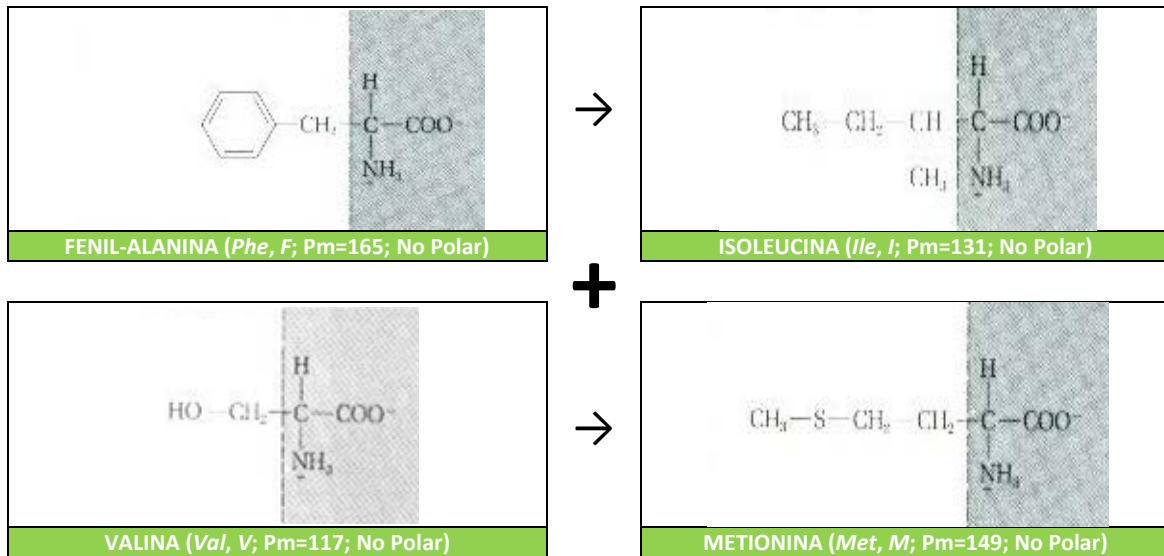 H
CH₂—C—COO⁻
NH₃
FENIL-ALANINA (Phe, F; Pm=165; No Polar)
→
H
CH₃—CH₂—CH—C—COO⁻
CH₃ NH₃
ISOLEUCINA (Ile, I; Pm=131; No Polar)
+
H
HO—CH₂—C—COO⁻
NH₃
VALINA (Val, V; Pm=117; No Polar)
→
H
CH₃—S—CH₂—CH₂—C—COO⁻
NH₃
METIONINA (Met, M; Pm=149; No Polar)